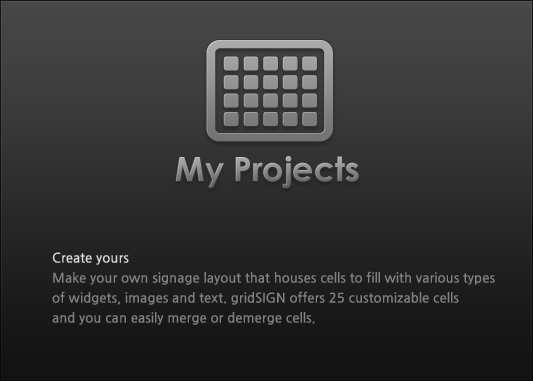 My Projects
Create yours
Make your own signage layout that houses cells to fill with various types
of widgets, images and text. gridSIGN offers 25 customizable cells
and you can easily merge or demerge cells.